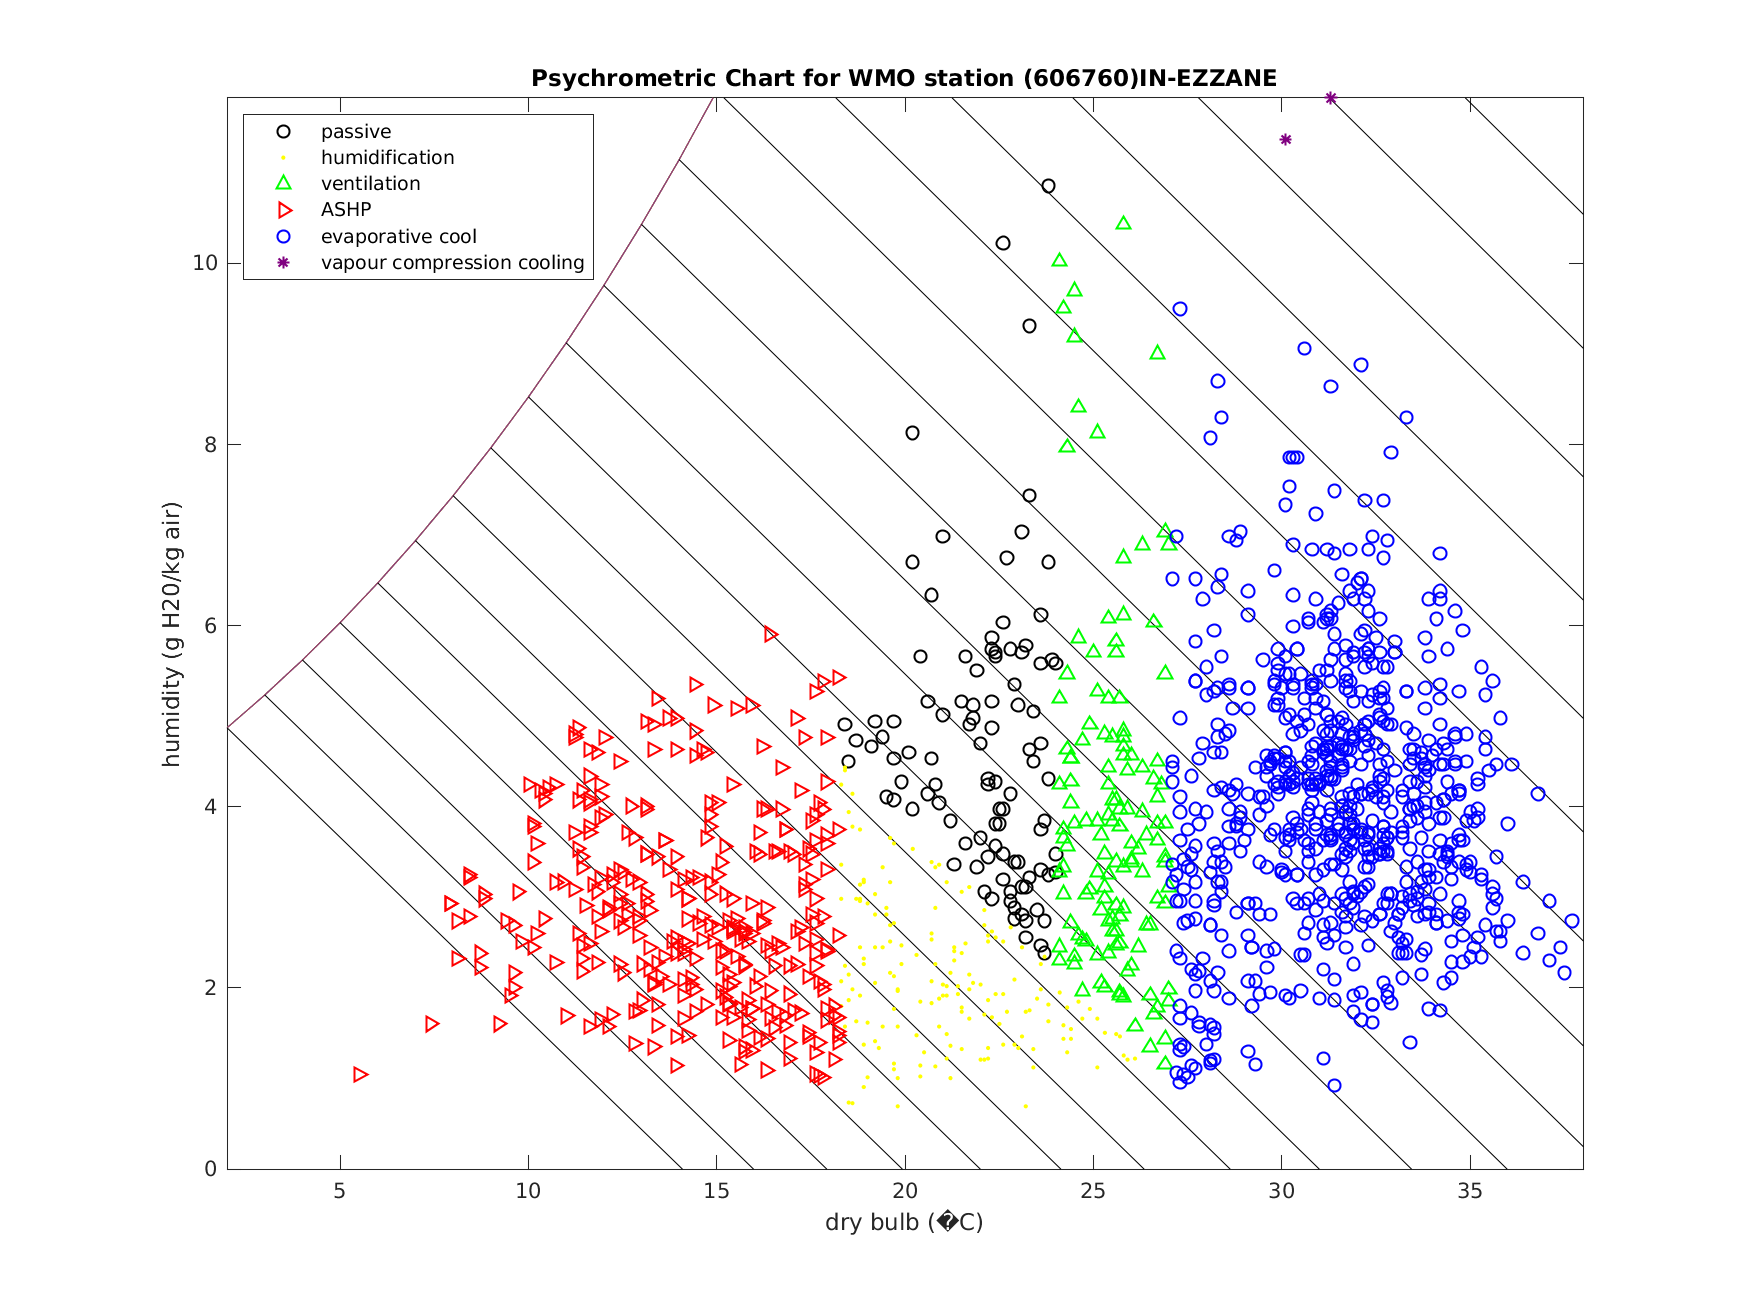 Psychrometric Chart for WMO station (606760)IN-EZZANE
passive
humidification
ventilation
ASHP
evaporative cool
vapour compression cooling
humidity (g H20/kg air)
10
8
6
4
2
0
5 10 15 20 25 30 35
dry bulb (�C)